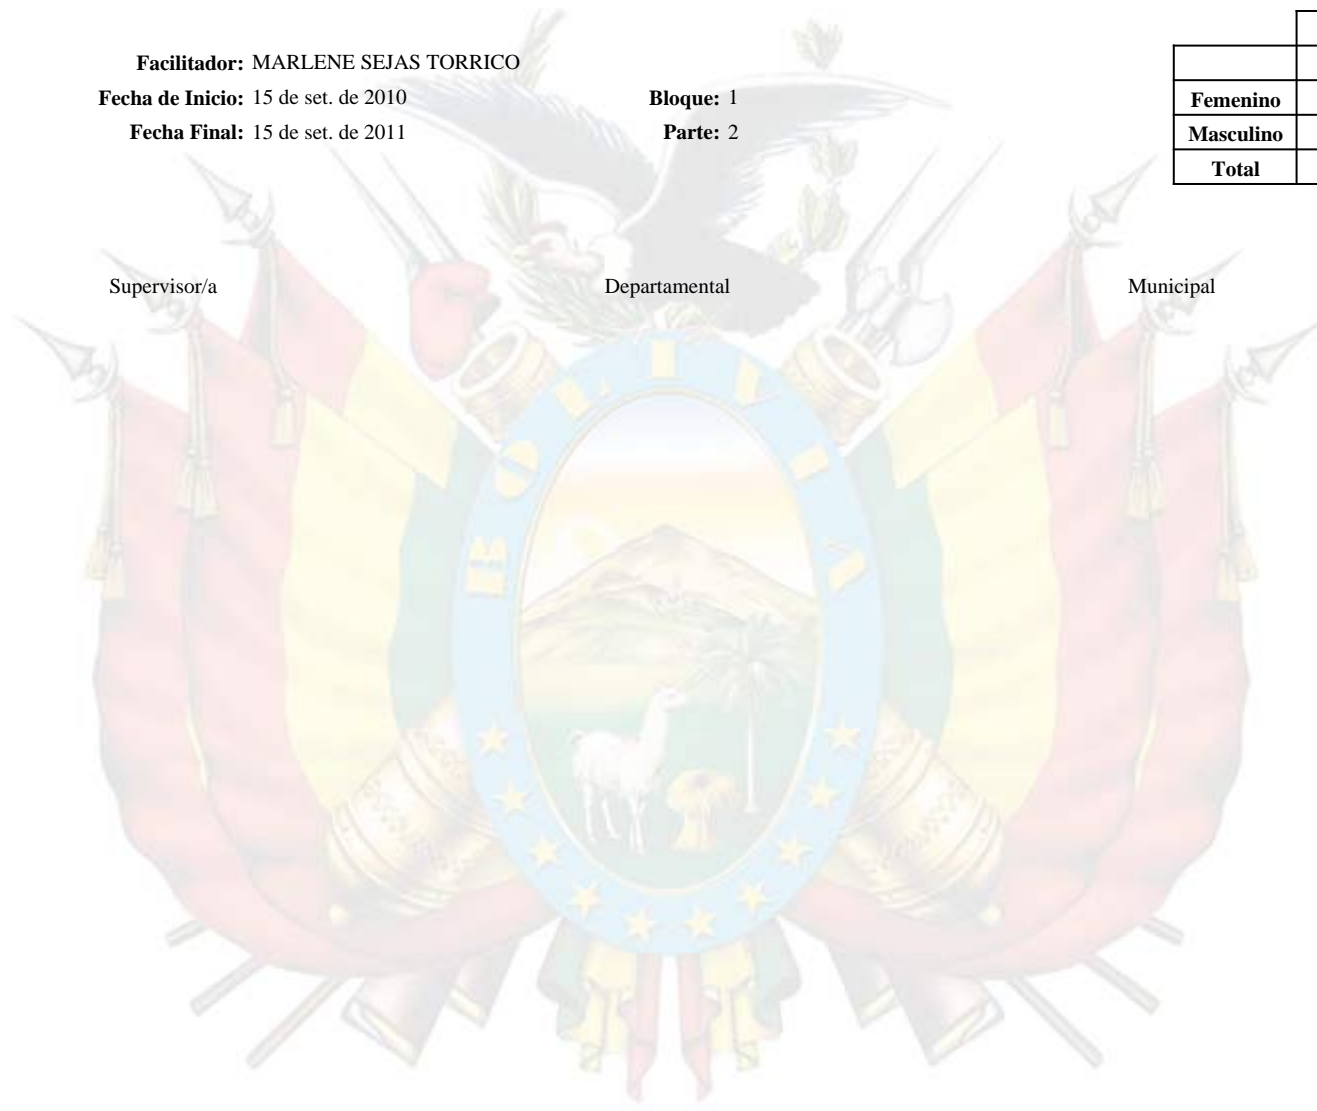 Facilitador: MARLENE SEJAS TORRICO
Fecha de Inicio: 15 de set. de 2010 Bloque: 1
Fecha Final: 15 de set. de 2011 Parte: 2
Femenino
Masculino
Total
Supervisor/a Departamental Municipal
BOLIVIA